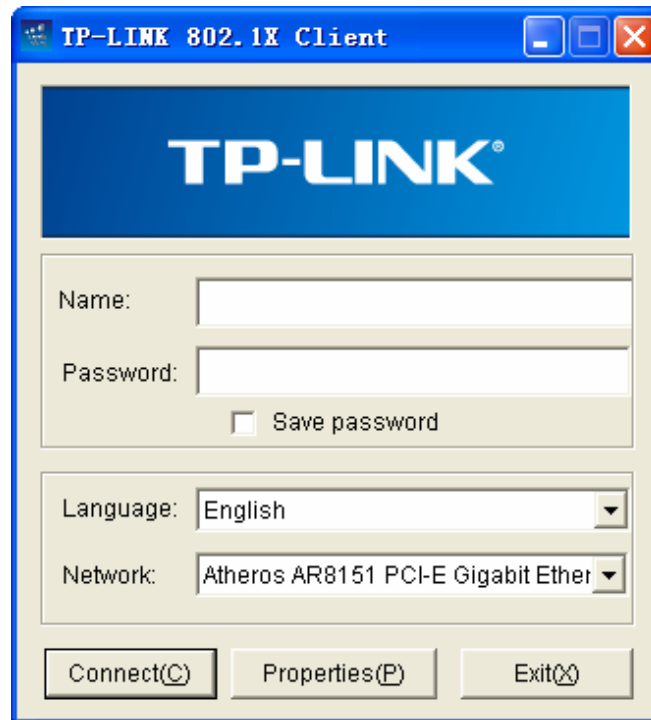 TP-LINK 802.1X Client
TP-LINK®
Name:
Password:
Save password
Language: English
Network: Atheros AR8151 PCI-E Gigabit Ether
Connect(C) Properties(P) Exit(X)